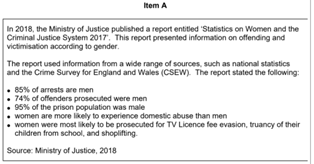 Item A
In 2018, the Ministry of Justice published a report entitled 'Statistics on Women and the
Criminal Justice System 2017'. This report presented information on offending and
victimisation according to gender.
The report used information from a wide range of sources, such as national statistics
and the Crime Survey for England and Wales (CSEW). The report stated the following:
• 85% of arrests are men
• 74% of offenders prosecuted were men
• 95% of the prison population was male
• women are more likely to experience domestic abuse than men
• women were most likely to be prosecuted for TV Licence fee evasion, truancy of their
children from school, and shoplifting.
Source: Ministry of Justice, 2018